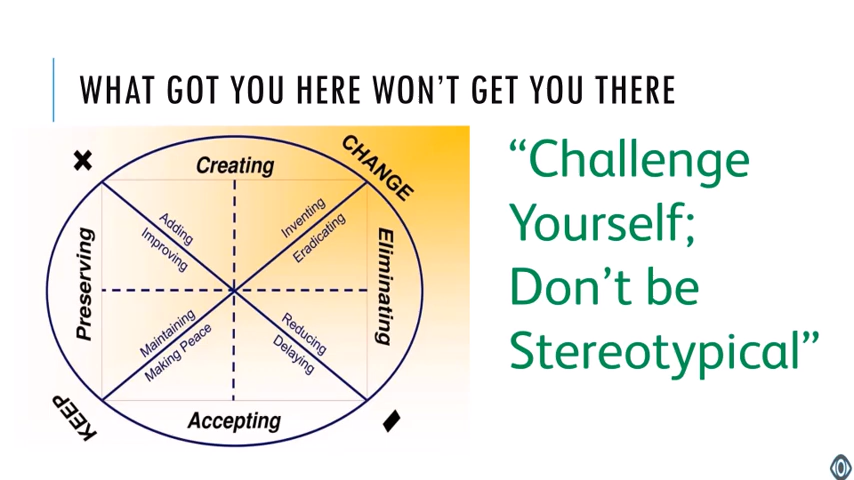 WHAT GOT YOU HERE WON'T GET YOU THERE
CHANGE
Creating
Adding
Improving
Inventing
Eradicating
Preserving
Eliminating
Maintaining
Making Peace
Reducing
Delaying
KEEP
Accepting
“Challenge
Yourself;
Don’t be
Stereotypical”